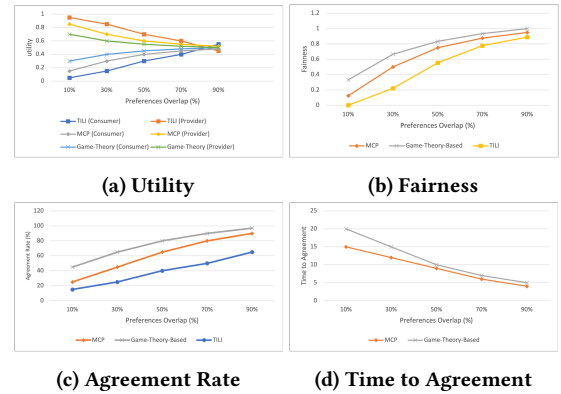 utility
1
0.8
0.6
0.4
0.2
0
10% 30% 50% 70% 90%
Preferences Overlap (%)
TILI (Consumer) TILI (Provider)
MCP (Consumer) MCP (Provider)
Game-Theory (Consumer) Game-Theory (Provider)
(a) Utility
Fairness
1.2
1
0.8
0.6
0.4
0.2
0
10% 30% 50% 70% 90%
Preferences Overlap (%)
MCP Game-Theory-Based TILI
(b) Fairness
Agreement Rate (%)
120
100
80
60
40
20
0
10% 30% 50% 70% 90%
Preferences Overlap (%)
MCP Game-Theory-Based TILI
(c) Agreement Rate
Time to Agreement
25
20
15
10
5
0
10% 30% 50% 70% 90%
Preferences Overlap (%)
MCP Game-Theory-Based
(d) Time to Agreement